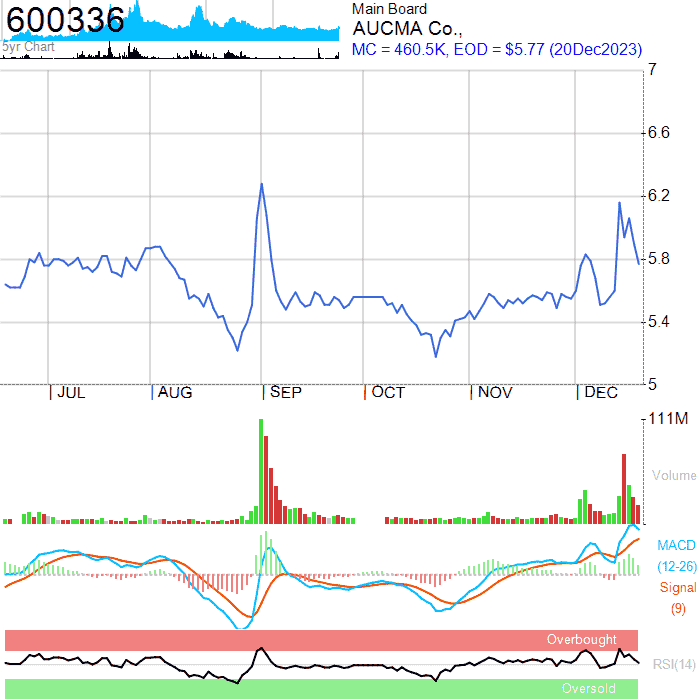 600336
5yr Chart
Main Board
AUCMA Co.,
MC = 460.5K, EOD = $5.77 (20Dec2023)
7
6.6
6.2
5.8
5.4
5
JUL
AUG
SEP
OCT
NOV
DEC
111M
Volume
MACD
(12-26)
Signal
(9)
Overbought
RSI(14)
Oversold